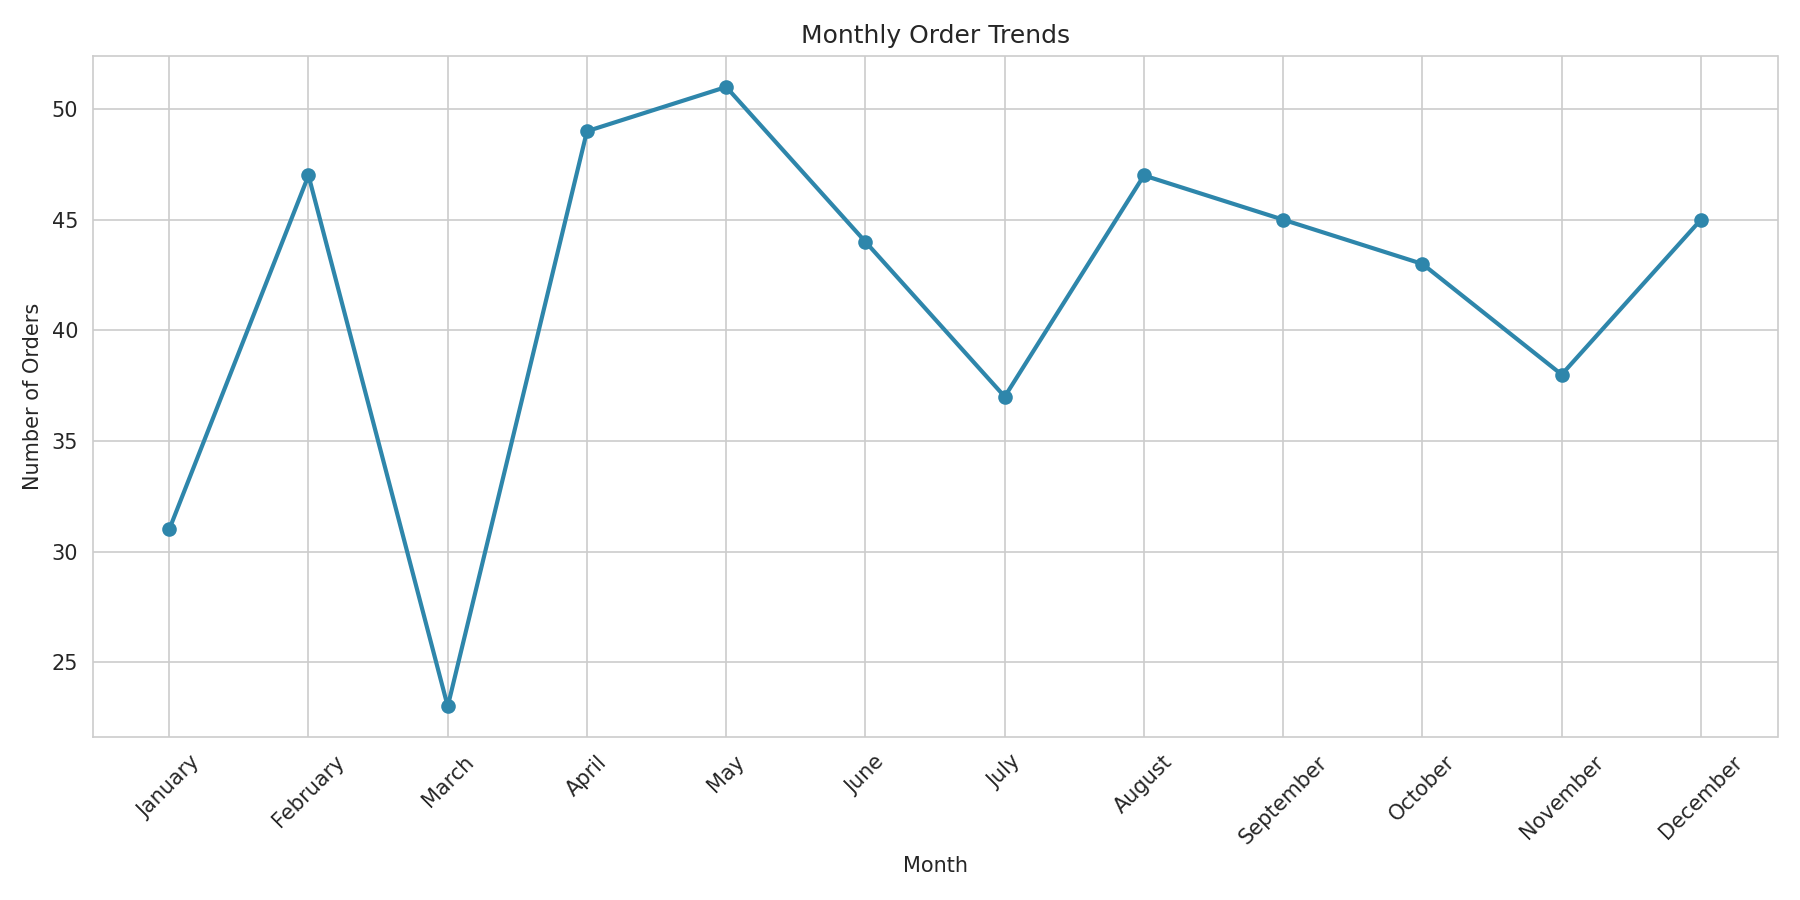 Monthly Order Trends
Number of Orders
50
45
40
35
30
25
January
February
March
April
May
June
July
August
September
October
November
December
Month